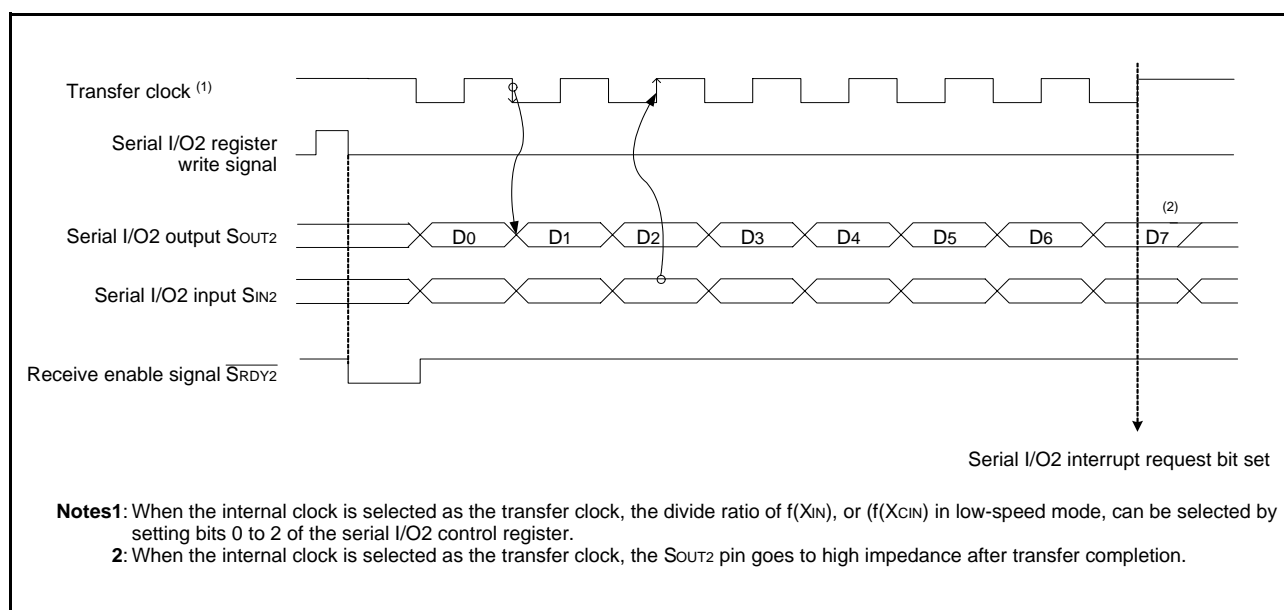 Transfer clock (1)
Serial I/O2 register
write signal
(2)
Serial I/O2 output SOUT2
D0 D1 D2 D3 D4 D5 D6 D7
Serial I/O2 input SIN2
Receive enable signal SRDY2
Serial I/O2 interrupt request bit set
Notes1: When the internal clock is selected as the transfer clock, the divide ratio of f(XIN), or (f(XCIN) in low-speed mode, can be selected by
setting bits 0 to 2 of the serial I/O2 control register.
2: When the internal clock is selected as the transfer clock, the SOUT2 pin goes to high impedance after transfer completion.